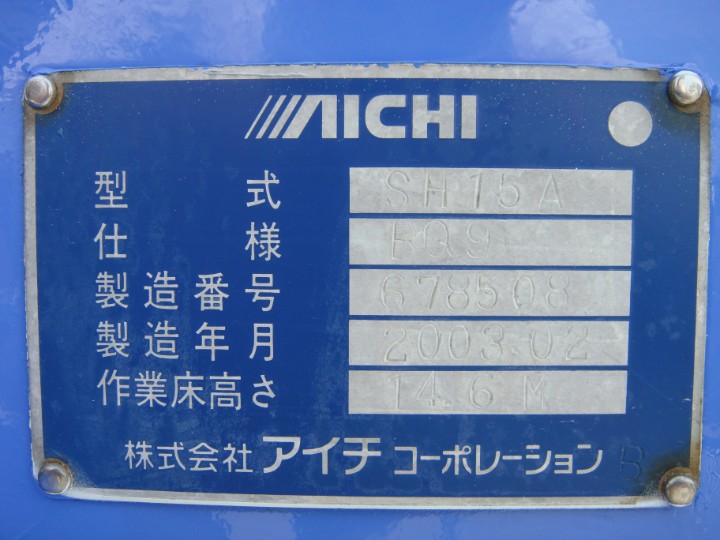 AICHI
型式 SH15A
仕様 FQ9
製造番号 678508
製造年月 2003.02
作業床高さ 14.6M
株式会社 アイチ コーポレーション B